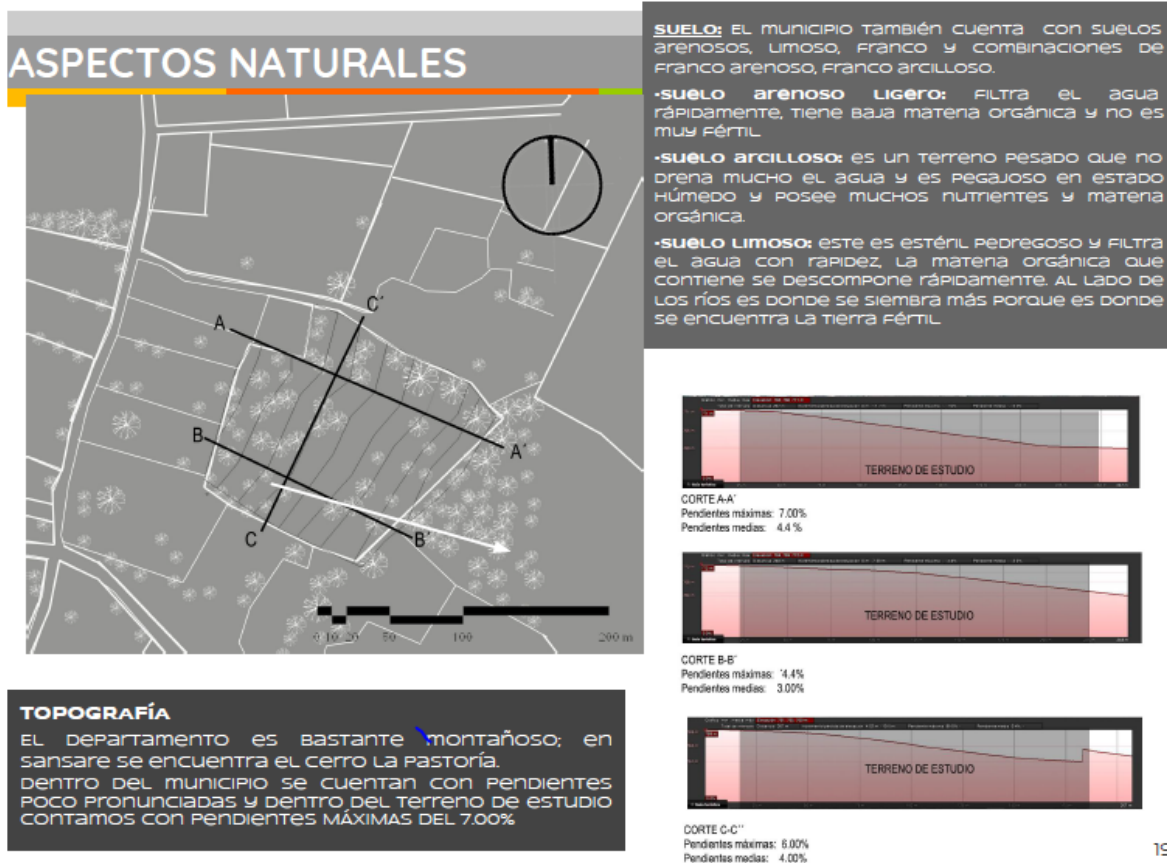 ASPECTOS NATURALES
C´
A
B
A´
C
B´
0 10 20 50 100 200 m
TOPOGRAFÍA
EL DEPARTAMENTO ES BASTANTE MONTAÑOSO; EN
SANSARE SE ENCUENTRA EL CERRO LA PASTORÍA.
DENTRO DEL MUNICIPIO SE CUENTAN CON PENDIENTES
POCO PRONUNCIADAS Y DENTRO DEL TERRENO DE ESTUDIO
CONTAMOS CON PENDIENTES MÁXIMAS DEL 7.00%
SUELO: EL MUNICIPIO TAMBIÉN CUENTA CON SUELOS
ARENOSOS, LIMOSO, FRANCO Y COMBINACIONES DE
FRANCO ARENOSO, FRANCO ARCILLOSO.
•SUELO ARENOSO LIGERO: FILTRA EL AGUA
RÁPIDAMENTE, TIENE BAJA MATERIA ORGÁNICA Y NO ES
MUY FÉRTIL
•SUELO ARCILLOSO: ES UN TERRENO PESADO QUE NO
DRENA MUCHO EL AGUA Y ES PEGAJOSO EN ESTADO
HÚMEDO Y POSEE MUCHOS NUTRIENTES Y MATERIA
ORGÁNICA.
•SUELO LIMOSO: ESTE ES ESTÉRIL PEDREGOSO Y FILTRA
EL AGUA CON RAPIDEZ, LA MATERIA ORGÁNICA QUE
CONTIENE SE DESCOMPONE RÁPIDAMENTE. AL LADO DE
LOS RÍOS ES DONDE SE SIEMBRA MÁS PORQUE ES DONDE
SE ENCUENTRA LA TIERRA FÉRTIL
TERRENO DE ESTUDIO
CORTE A-A´
Pendientes máximas: 7.00%
Pendientes medias: 4.4 %
TERRENO DE ESTUDIO
CORTE B-B´
Pendientes máximas: ´4.4%
Pendientes medias: 3.00%
TERRENO DE ESTUDIO
CORTE C-C´´
Pendientes máximas: 6.00%
Pendientes medias: 4.00%
19